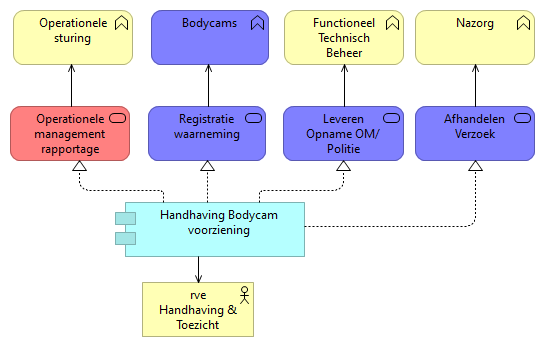 Operationele
sturing
Bodycams
Functioneel
Technisch
Beheer
Nazorg
Operationele
management
rapportage
Registratie
waarneming
Leveren
Opname OM/
Politie
Afhandelen
Verzoek
Handhaving Bodycam
voorziening
rve
Handhaving &
Toezicht